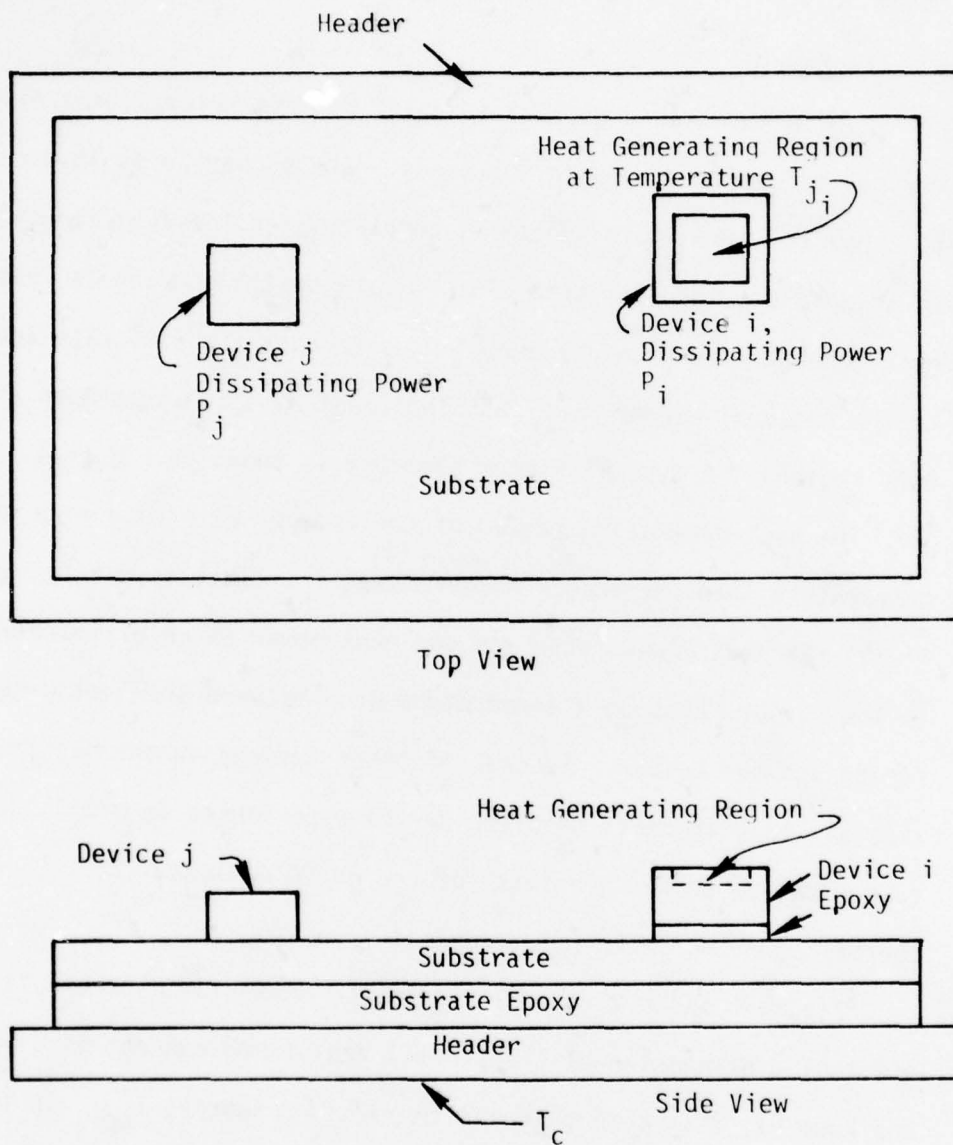 Header
Heat Generating Region
at Temperature T_j_i
Device j
Dissipating Power
P_j
Device i,
Dissipating Power
P_i
Substrate
Top View
Heat Generating Region
Device j
Device i
Epoxy
Substrate
Substrate Epoxy
Header
Side View
T_c